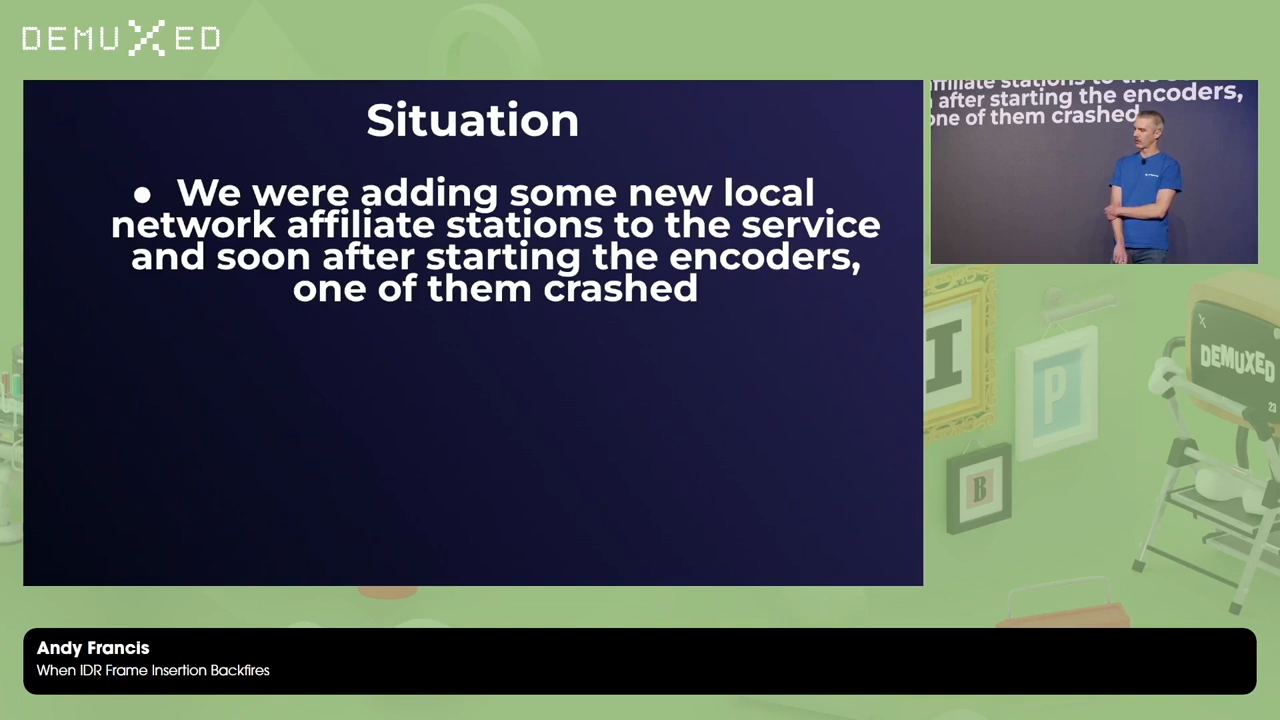 DEMUXED
Situation
● We were adding some new local
network affiliate stations to the service
and soon after starting the encoders,
one of them crashed
affiliate stations to the
after starting the encoders,
one of them crashed
I
P
B
DEMUXED
23
Andy Francis
When IDR Frame Insertion Backfires